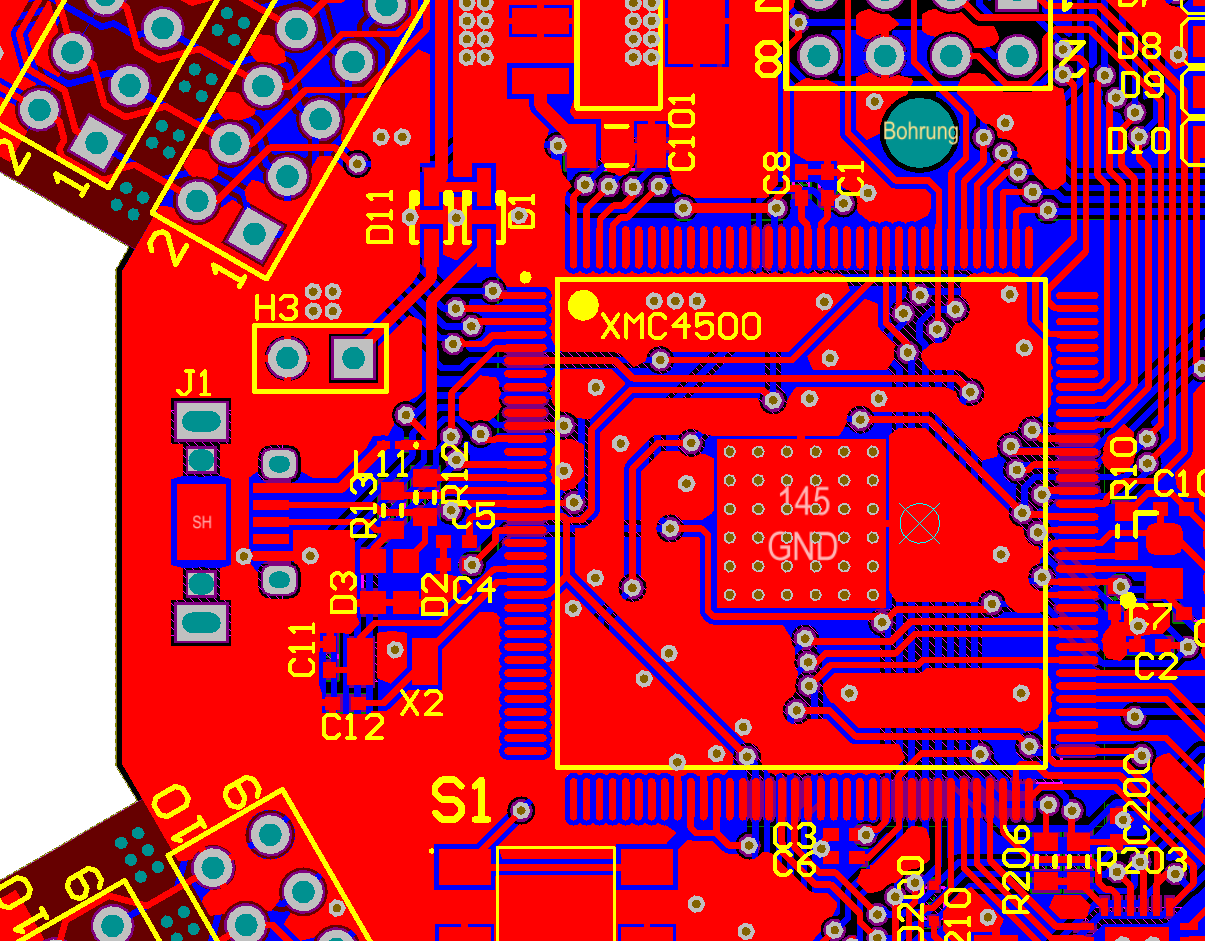 8
D8
D9
D10
Bohrung
C101
C8
C1
2
1
D11
D1
2
1
H3
XMC4500
J1
L11
R12
R13
C5
R10
145
GND
SH
D3
D2
C4
C7
C2
C11
X2
C12
S1
9
10
C200
C3
C6
R206
R203
9
10